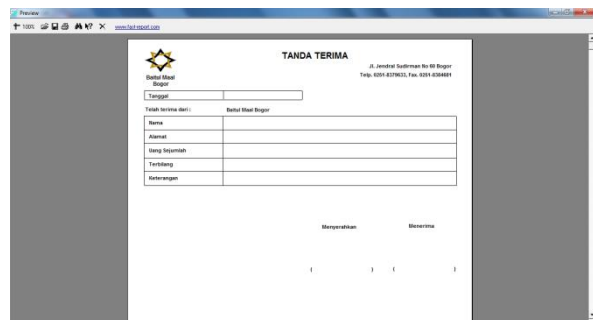 Preview
100% www.fast-report.com
TANDA TERIMA
Baitul Maal
Bogor
Jl. Jendral Sudirman No 60 Bogor
Telp. 0251-8379633, Fax. 0251-8384681
Tanggal
Telah terima dari : Baitul Maal Bogor
Nama
Alamat
Uang Sejumlah
Terbilang
Keterangan
Menyerahkan Menerima
( ) ( )